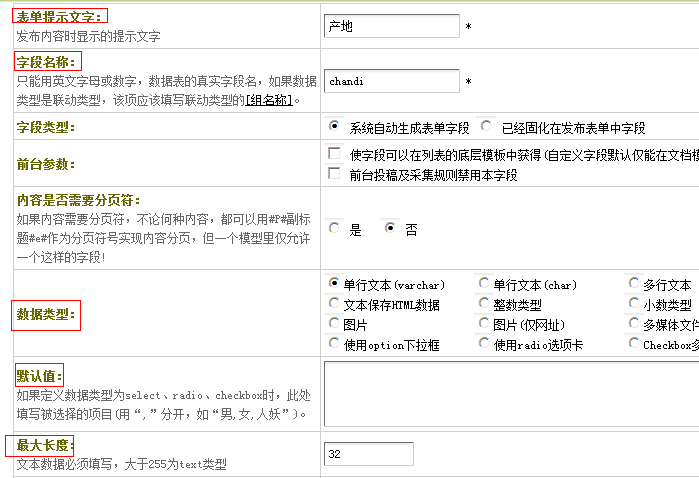 表单提示文字：
发布内容时显示的提示文字
产地 *
字段名称：
只能用英文字母或数字，数据表的真实字段名，如果数据
类型是联动类型，该项应该填写联动类型的[组名称]。
chandi *
字段类型：
系统自动生成表单字段 已经固化在发布表单中字段
前台参数：
使字段可以在列表的底层模板中获得(自定义字段默认仅能在文档模
前台投稿及采集规则禁用本字段
内容是否需要分页符：
如果内容需要分页符，不论何种内容，都可以用#P#副标
题#e#作为分页符号实现内容分页，但一个模型里仅允许
一个这样的字段!
是 否
数据类型：
单行文本(varchar) 单行文本(char) 多行文本
文本保存HTML数据 整数类型 小数类型
图片 图片(仅网址) 多媒体文件
使用option下拉框 使用radio选项卡 Checkbox多
默认值：
如果定义数据类型为select、radio、checkbox时，此处
填写被选择的项目(用“,”分开，如“男,女,人妖”)。
最大长度：
文本数据必须填写，大于255为text类型
32